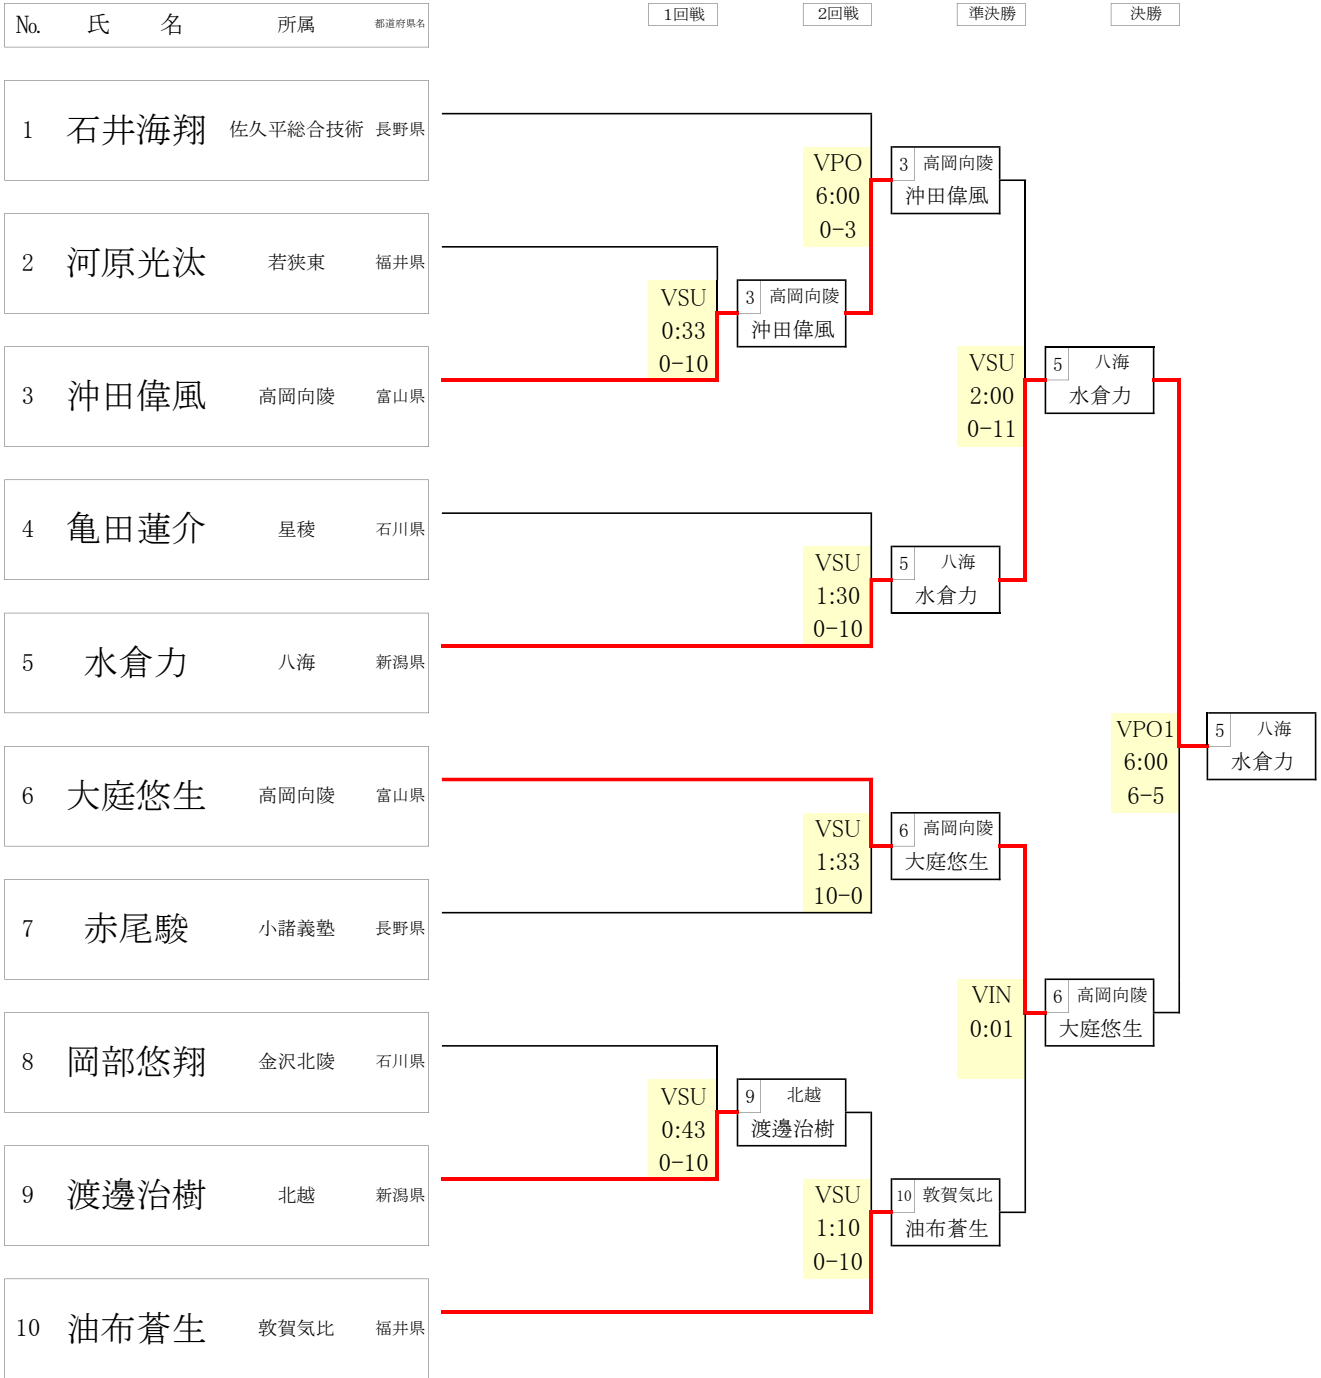 № 氏 名 所属 都道府県名 1回戦 2回戦 準決勝 決勝
1 石井海翔 佐久平総合技術 長野県
VPO
6:00
0-3
3 高岡向陵
沖田偉風
2 河原光汰 若狭東 福井県
VSU
0:33
0-10
3 高岡向陵
沖田偉風
3 沖田偉風 高岡向陵 富山県
VSU
2:00
0-11
5 八海
水倉力
4 亀田蓮介 星稜 石川県
VSU
1:30
0-10
5 八海
水倉力
5 水倉力 八海 新潟県
VPO1
6:00
6-5
5 八海
水倉力
6 大庭悠生 高岡向陵 富山県
VSU
1:33
10-0
6 高岡向陵
大庭悠生
7 赤尾駿 小諸義塾 長野県
VIN
0:01
6 高岡向陵
大庭悠生
8 岡部悠翔 金沢北陵 石川県
VSU
0:43
0-10
9 北越
渡邊治樹
9 渡邊治樹 北越 新潟県
VSU
1:10
0-10
10 敦賀気比
油布蒼生
10 油布蒼生 敦賀気比 福井県